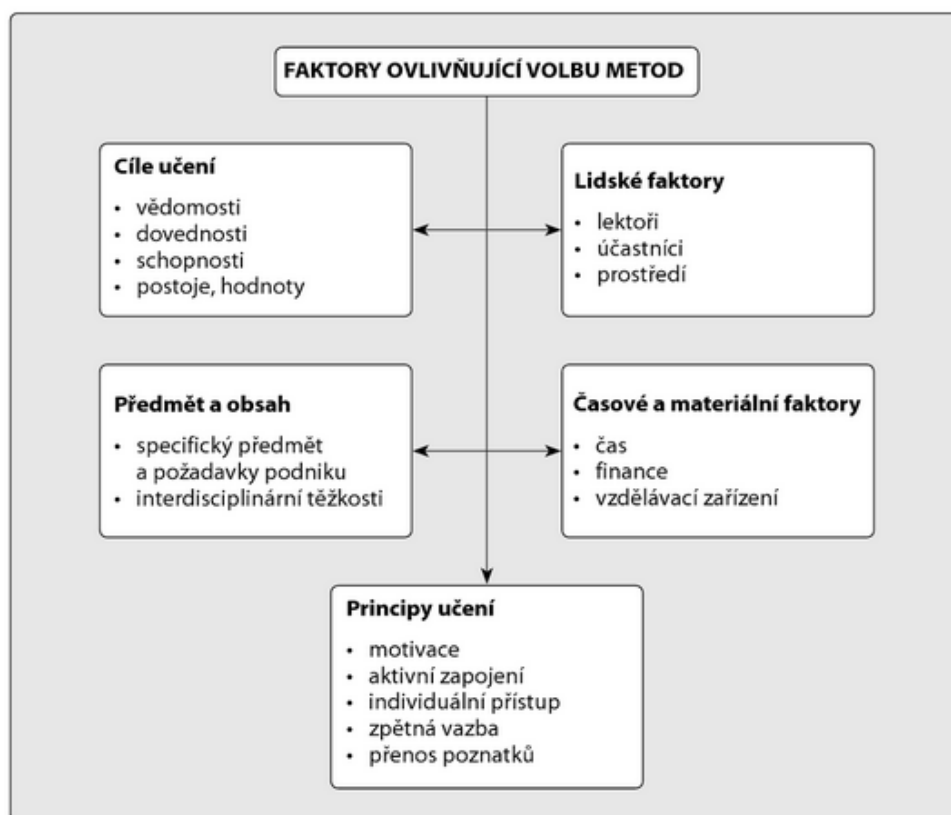 FAKTORY OVLIVŇUJÍCÍ VOLBU METOD
Cíle učení
• vědomosti
• dovednosti
• schopnosti
• postoje, hodnoty
Lidské faktory
• lektoři
• účastníci
• prostředí
Předmět a obsah
• specifický předmět
a požadavky podniku
• interdisciplinární těžkosti
Časové a materiální faktory
• čas
• finance
• vzdělávací zařízení
Principy učení
• motivace
• aktivní zapojení
• individuální přístup
• zpětná vazba
• přenos poznatků